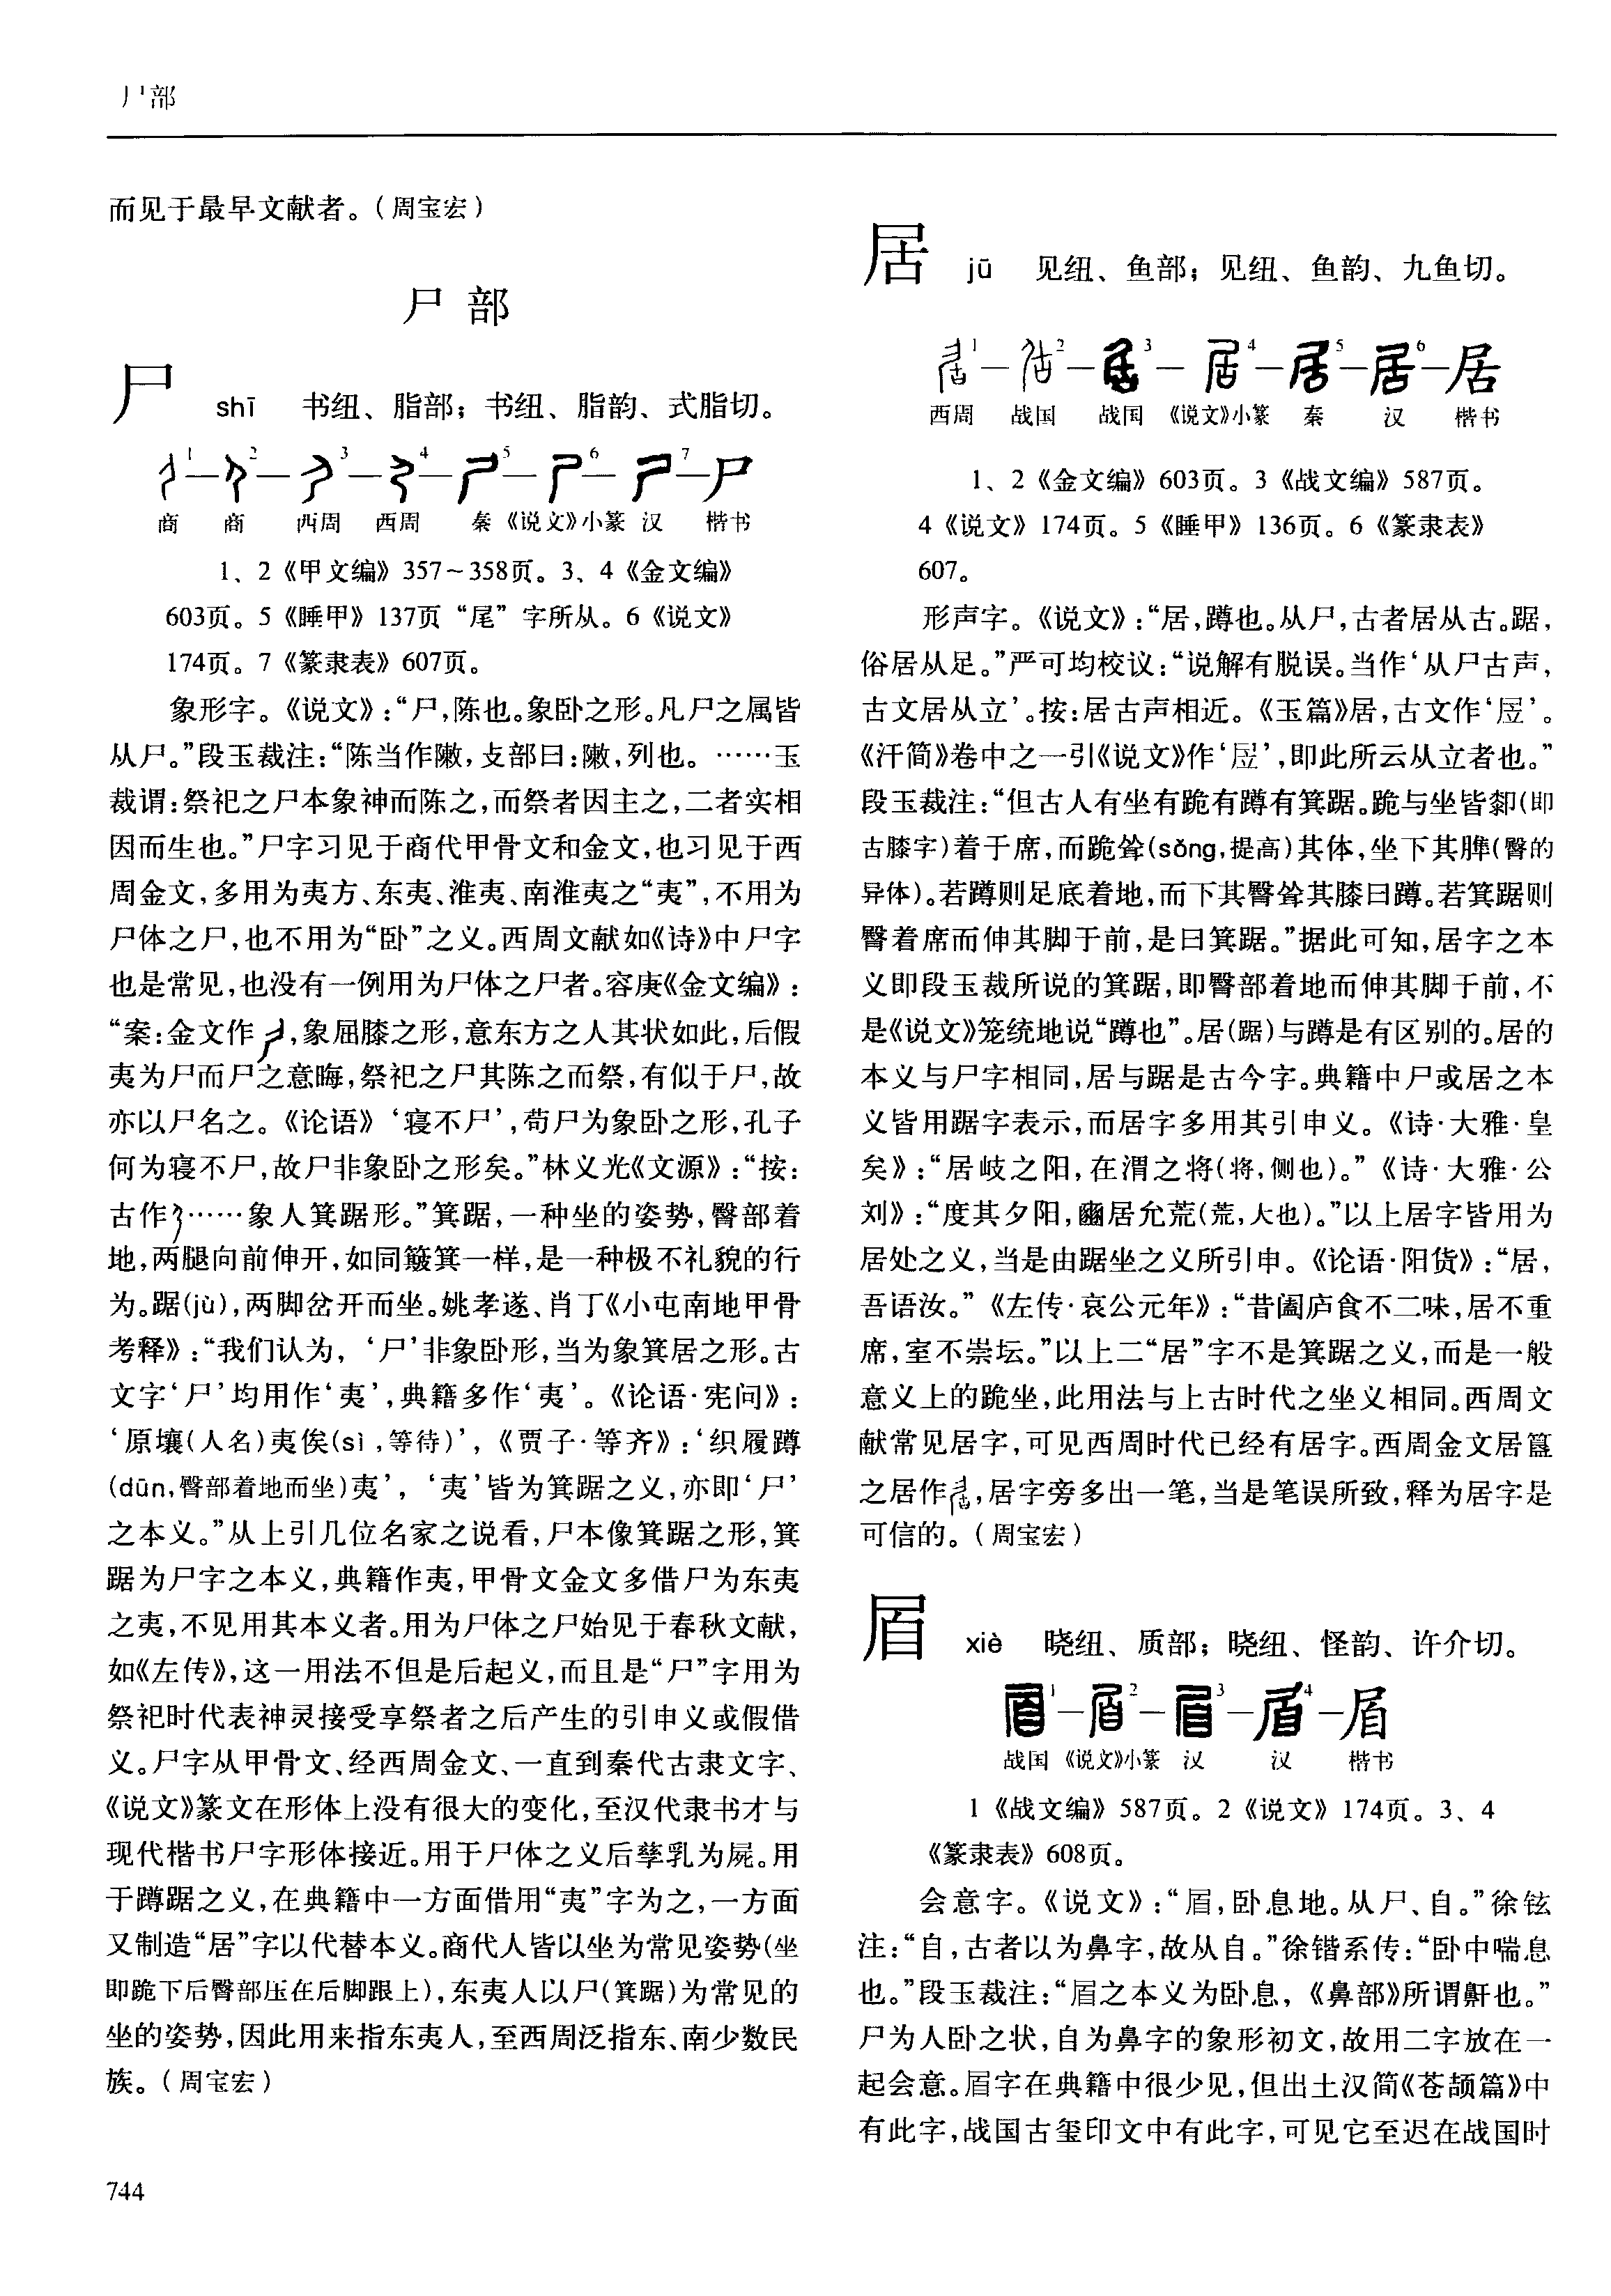 尸部
而见于最早文献者。（周宝宏）
尸 部
尸 shī 书纽、脂部；书纽、脂韵、式脂切。
1 — 2 — 3 — 4 — 5 — 6 — 7 — 尸
商 商 西周 西周 秦 《说文》小篆 汉 楷书
1、2《甲文编》357~358页。3、4《金文编》
603页。5《睡甲》137页“尾”字所从。6《说文》
174页。7《篆隶表》607页。
象形字。《说文》：“尸，陈也。象卧之形。凡尸之属皆
从尸。”段玉裁注：“陈当作敶，支部曰：敶，列也。……玉
裁谓：祭祀之尸本象神而陈之，而祭者因主之，二者实相
因而生也。”尸字习见于商代甲骨文和金文，也习见于西
周金文，多用为夷方、东夷、淮夷、南淮夷之“夷”，不用为
尸体之尸，也不用为“卧”之义。西周文献如《诗》中尸字
也是常见，也没有一例用为尸体之尸者。容庚《金文编》：
“案：金文作，象屈膝之形，意东方之人其状如此，后假
夷为尸而尸之意晦，祭祀之尸其陈之而祭，有似于尸，故
亦以尸名之。《论语》‘寝不尸’，苟尸为象卧之形，孔子
何为寝不尸，故尸非象卧之形矣。”林义光《文源》：“按：
古作……象人箕踞形。”箕踞，一种坐的姿势，臀部着
地，两腿向前伸开，如同簸箕一样，是一种极不礼貌的行
为。踞(jù)，两脚岔开而坐。姚孝遂、肖丁《小屯南地甲骨
考释》：“我们认为，‘尸’非象卧形，当为象箕居之形。古
文字‘尸’均用作‘夷’，典籍多作‘夷’。《论语·宪问》：
‘原壤(人名)夷俟(sì，等待)’，《贾子·等齐》：‘织履蹲
(dūn，臀部着地而坐)夷’，‘夷’皆为箕踞之义，亦即‘尸’
之本义。”从上引几位名家之说看，尸本像箕踞之形，箕
踞为尸字之本义，典籍作夷，甲骨文金文多借尸为东夷
之夷，不见用其本义者。用为尸体之尸始见于春秋文献，
如《左传》，这一用法不但是后起义，而且是“尸”字用为
祭祀时代表神灵接受享祭者之后产生的引申义或假借
义。尸字从甲骨文、经西周金文、一直到秦代古隶文字、
《说文》篆文在形体上没有很大的变化，至汉代隶书才与
现代楷书尸字形体接近。用于尸体之义后孳乳为屍。用
于蹲踞之义，在典籍中一方面借用“夷”字为之，一方面
又制造“居”字以代替本义。商代人皆以坐为常见姿势(坐
即跪下后臀部压在后脚跟上)，东夷人以尸(箕踞)为常见的
坐的姿势，因此用来指东夷人，至西周泛指东、南少数民
族。（周宝宏）
居 jū 见纽、鱼部；见纽、鱼韵、九鱼切。
1 — 2 — 3 — 4 — 5 — 6 — 居
西周 战国 战国 《说文》小篆 秦 汉 楷书
1、2《金文编》603页。3《战文编》587页。
4《说文》174页。5《睡甲》136页。6《篆隶表》
607。
形声字。《说文》：“居，蹲也。从尸，古者居从古。踞，
俗居从足。”严可均校议：“说解有脱误。当作‘从尸古声，
古文居从立’。按：居古声相近。《玉篇》居，古文作‘㞐’。
《汗简》卷中之一引《说文》作‘㞐’，即此所云从立者也。”
段玉裁注：“但古人有坐有跪有蹲有箕踞。跪与坐皆厀(即
古膝字)着于席，而跪耸(sǒng，提高)其体，坐下其脽(臀的
异体)。若蹲则足底着地，而下其臀耸其膝曰蹲。若箕踞则
臀着席而伸其脚于前，是曰箕踞。”据此可知，居字之本
义即段玉裁所说的箕踞，即臀部着地而伸其脚于前，不
是《说文》笼统地说“蹲也”。居(踞)与蹲是有区别的。居的
本义与尸字相同，居与踞是古今字。典籍中尸或居之本
义皆用踞字表示，而居字多用其引申义。《诗·大雅·皇
矣》：“居岐之阳，在渭之将(将，侧也)。”《诗·大雅·公
刘》：“度其夕阳，豳居允荒(荒，大也)。”以上居字皆用为
居处之义，当是由踞坐之义所引申。《论语·阳货》：“居，
吾语汝。”《左传·哀公元年》：“昔阖庐食不二味，居不重
席，室不崇坛。”以上二“居”字不是箕踞之义，而是一般
意义上的跪坐，此用法与上古时代之坐义相同。西周文
献常见居字，可见西周时代已经有居字。西周金文居簋
之居作，居字旁多出一笔，当是笔误所致，释为居字是
可信的。（周宝宏）
眉 xiè 晓纽、质部；晓纽、怪韵、许介切。
1 — 2 — 3 — 4 — 㞒
战国 《说文》小篆 汉 汉 楷书
1《战文编》587页。2《说文》174页。3、4
《篆隶表》608页。
会意字。《说文》：“㞒，卧息地。从尸、自。”徐铉
注：“自，古者以为鼻字，故从自。”徐锴系传：“卧中喘息
也。”段玉裁注：“㞒之本义为卧息，《鼻部》所谓鼾也。”
尸为人卧之状，自为鼻字的象形初文，故用二字放在一
起会意。㞒字在典籍中很少见，但出土汉简《苍颉篇》中
有此字，战国古玺印文中有此字，可见它至迟在战国时
744